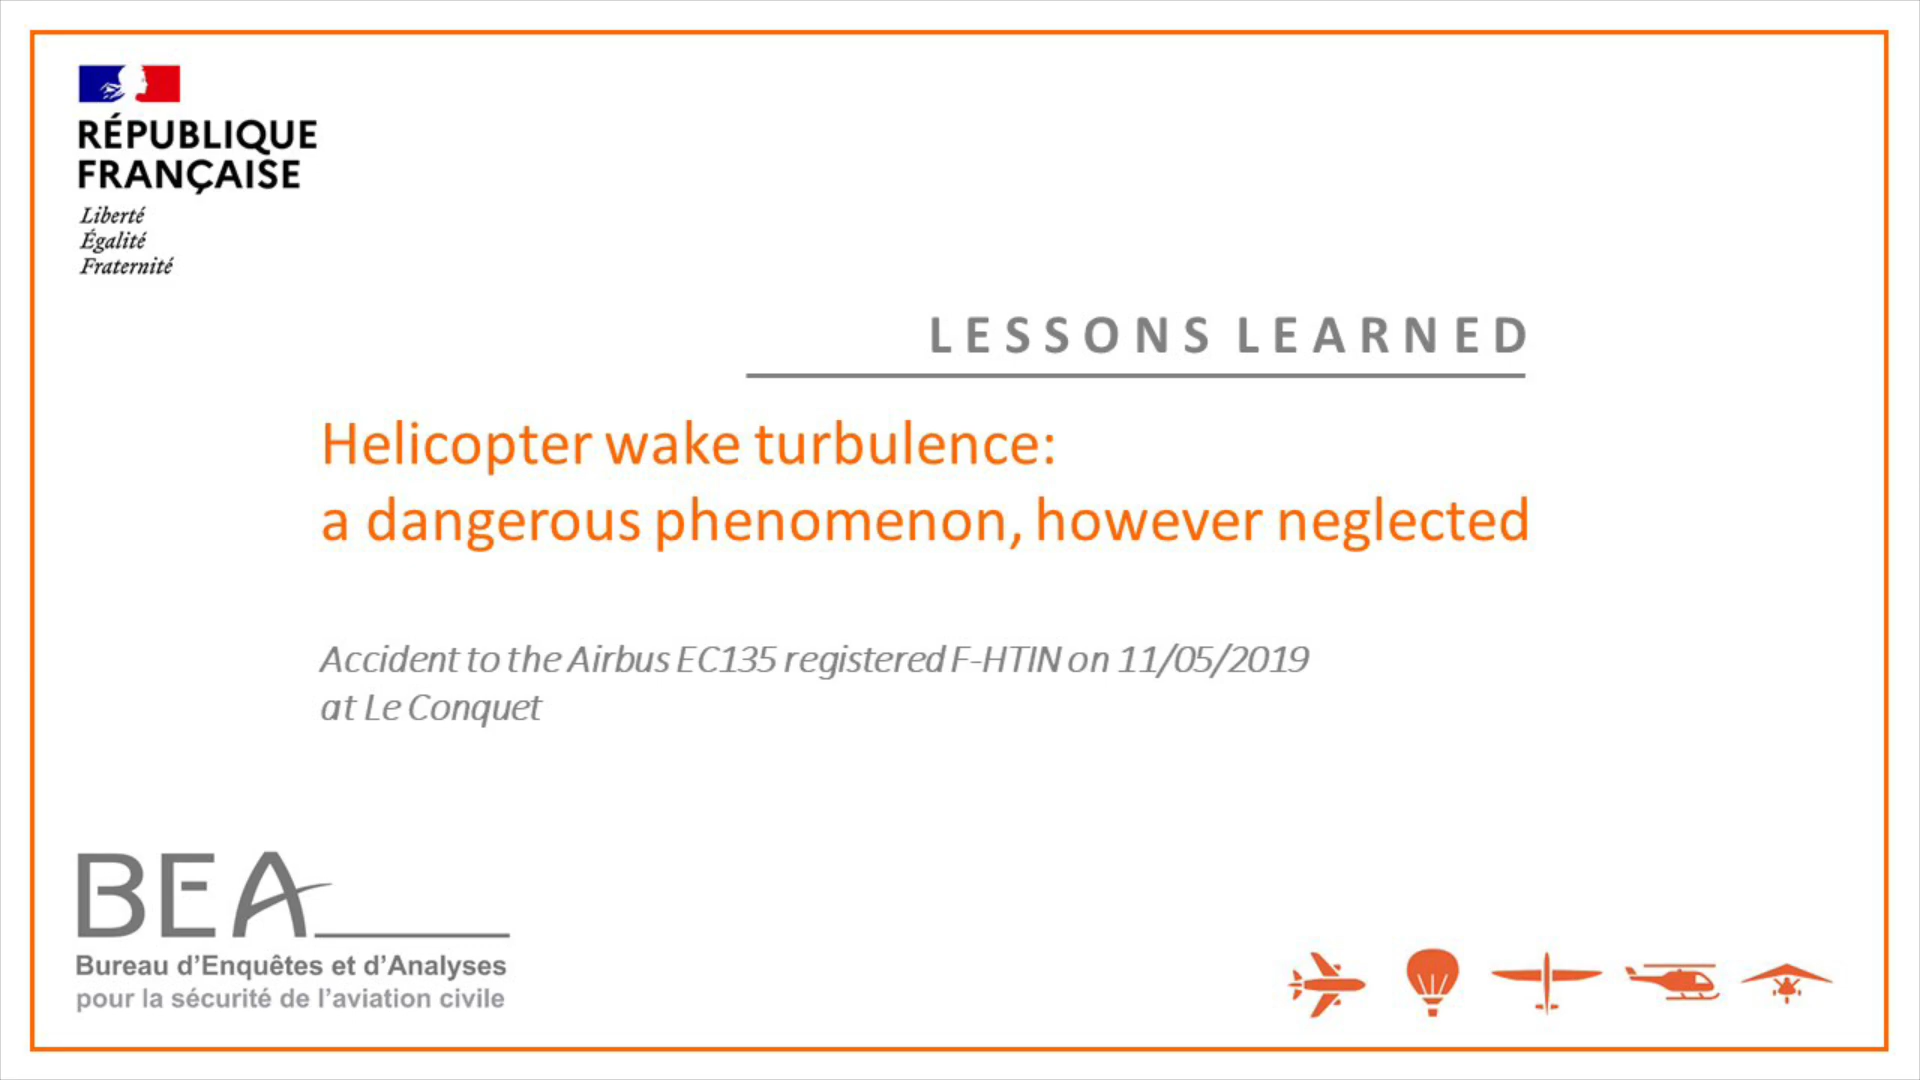 RÉPUBLIQUE
FRANÇAISE
Liberté
Égalité
Fraternité
LESSONS LEARNED
Helicopter wake turbulence:
a dangerous phenomenon, however neglected
Accident to the Airbus EC135 registered F-HTIN on 11/05/2019
at Le Conquet
BEA
Bureau d’Enquêtes et d’Analyses
pour la sécurité de l’aviation civile